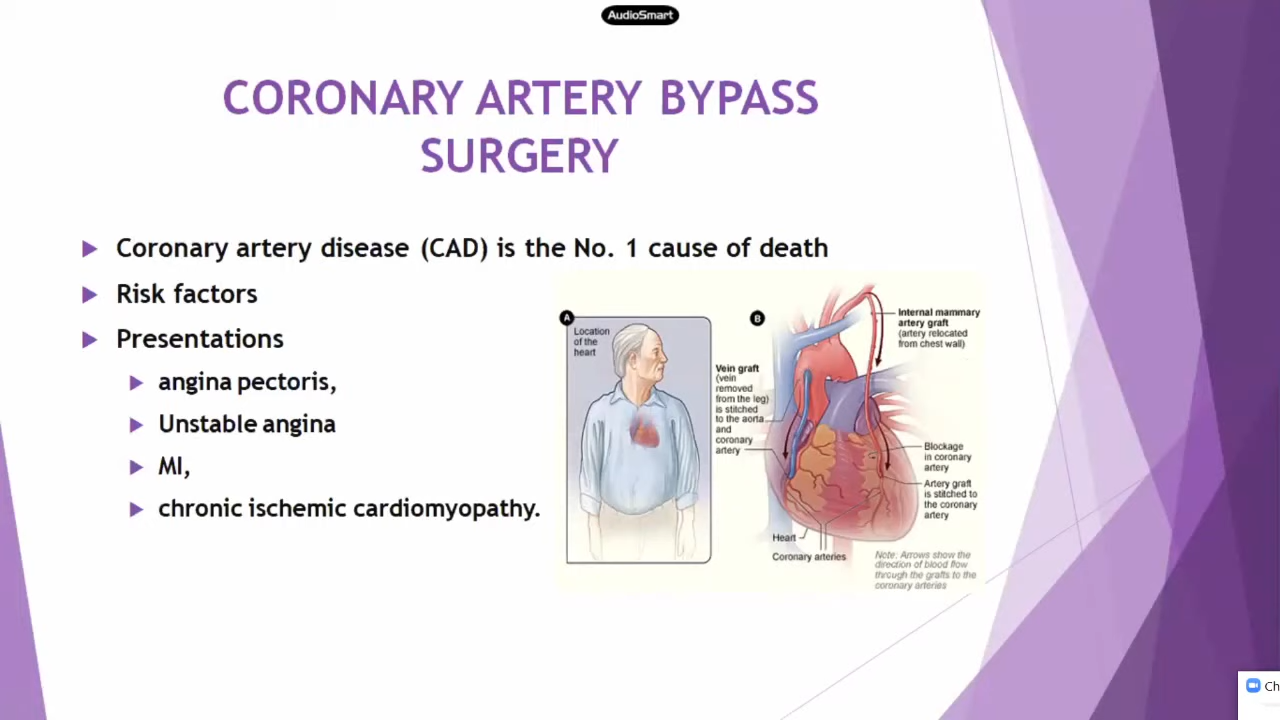 AudioSmart
CORONARY ARTERY BYPASS
SURGERY
Coronary artery disease (CAD) is the No. 1 cause of death
Risk factors
Presentations
angina pectoris,
Unstable angina
MI,
chronic ischemic cardiomyopathy.
A
Location
of the
heart
B
Internal mammary
artery graft
(artery relocated
from chest wall)
Vein graft
(vein
removed
from the leg)
is stitched
to the aorta
and
coronary
artery
Blockage
in coronary
artery
Artery graft
is stitched to
the coronary
artery
Heart
Coronary arteries
Note: Arrows show the
direction of blood flow
through the grafts to the
coronary arteries
Ch